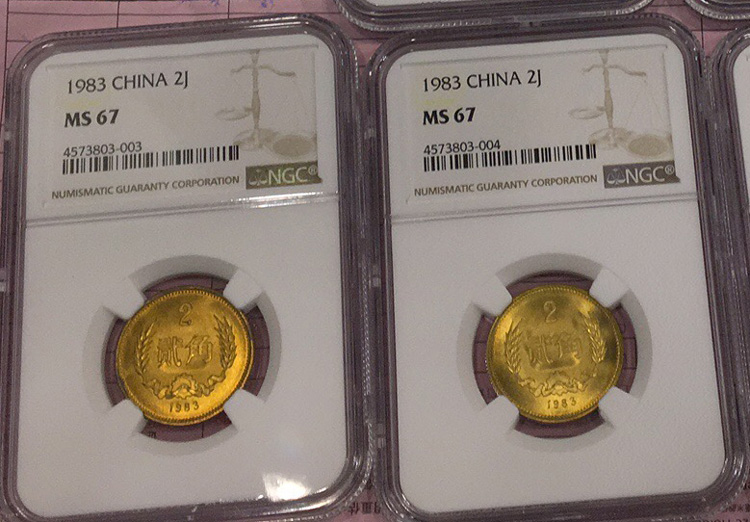 1983 CHINA 2J
MS 67
4573803-003
NUMISMATIC GUARANTY CORPORATION
NGC®
2
贰角
1983
1983 CHINA 2J
MS 67
4573803-004
NUMISMATIC GUARANTY CORPORATION
NGC®
2
贰角
1983